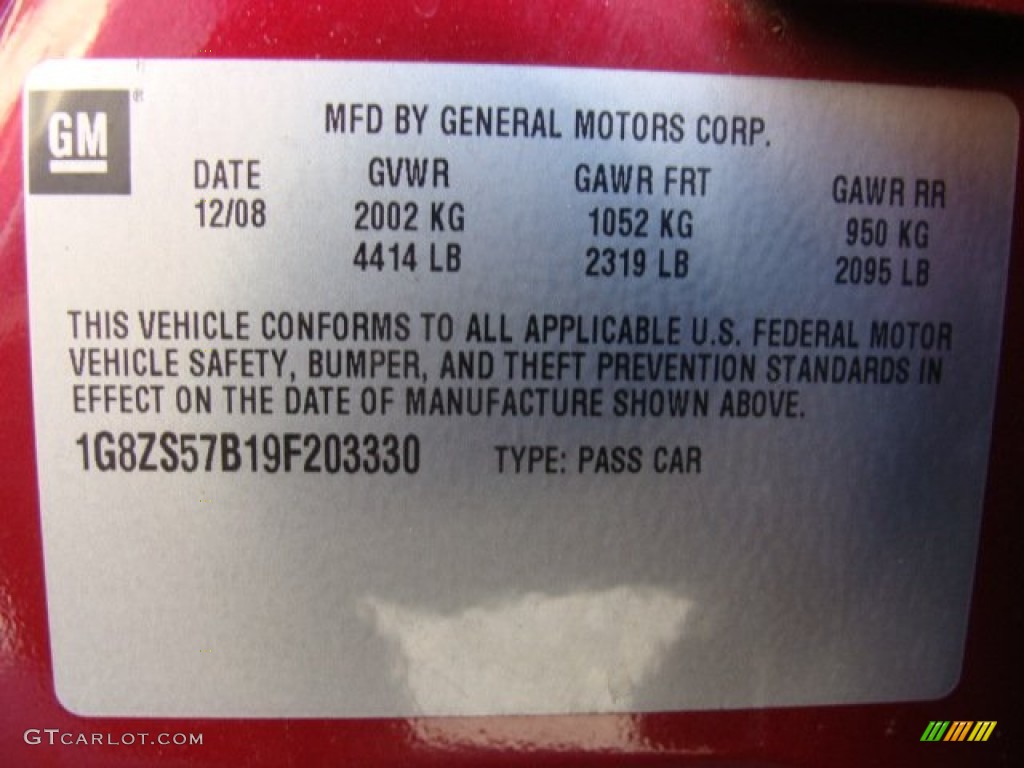 GM
MFD BY GENERAL MOTORS CORP.
DATE GVWR GAWR FRT GAWR RR
12/08 2002 KG 1052 KG 950 KG
4414 LB 2319 LB 2095 LB
THIS VEHICLE CONFORMS TO ALL APPLICABLE U.S. FEDERAL MOTOR
VEHICLE SAFETY, BUMPER, AND THEFT PREVENTION STANDARDS IN
EFFECT ON THE DATE OF MANUFACTURE SHOWN ABOVE.
1G8ZS57B19F203330 TYPE: PASS CAR
GTCARLOT.COM